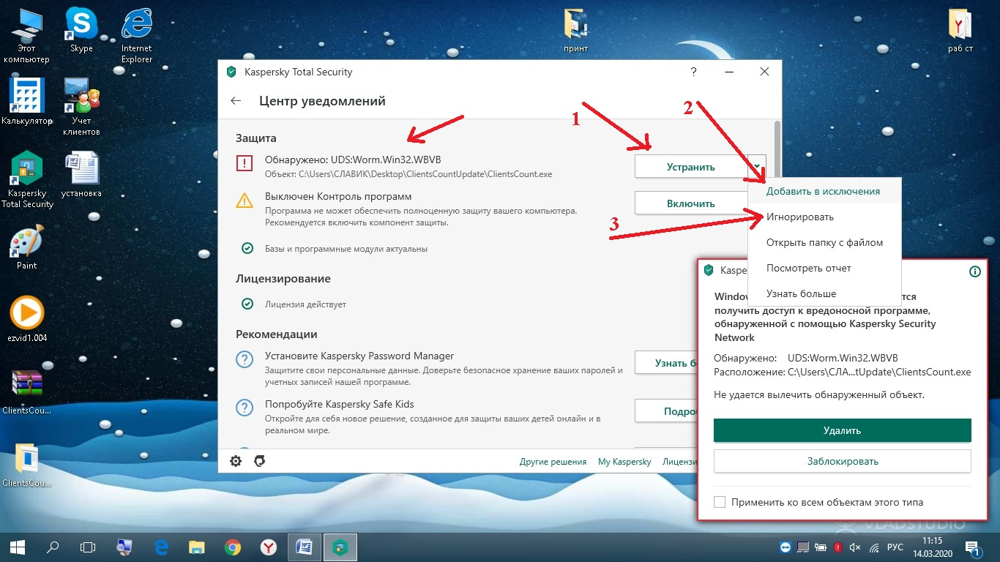 Этот
компьютер
Skype
Internet
Explorer
принт
раб ст
Калькулятор
Учет
клиентов
Kaspersky
Total Security
установка
Paint
ezvid1.004
ClientsCou...
ClientsCou...
Kaspersky Total Security
?
Центр уведомлений
1
2
3
Защита
Обнаружено: UDS:Worm.Win32.WBVB
Объект: C:\Users\СЛАВИК\Desktop\ClientsCountUpdate\ClientsCount.exe
Устранить
Выключен Контроль программ
Программа не может обеспечить полноценную защиту вашего компьютера.
Рекомендуется включить компонент защиты.
Включить
Базы и программные модули актуальны
Добавить в исключения
Игнорировать
Открыть папку с файлом
Посмотреть отчет
Узнать больше
Лицензирование
Лицензия действует
Рекомендации
Установите Kaspersky Password Manager
Защитите свои персональные данные. Доверьте безопасное хранение ваших паролей и
учетных записей нашей программе.
Узнать б
Попробуйте Kaspersky Safe Kids
Откройте для себя новое решение, созданное для защиты ваших детей онлайн и в
реальном мире.
Подро
Другие решения
My Kaspersky
Лицензи
Kaspe
Window
тся
получить доступ к вредоносной программе,
обнаруженной с помощью Kaspersky Security
Network
Обнаружено: UDS:Worm.Win32.WBVB
Расположение: C:\Users\СЛА...tUpdate\ClientsCount.exe
Не удается вылечить обнаруженный объект.
Удалить
Заблокировать
Применить ко всем объектам этого типа
VLADSTUDIO
РУС
11:15
14.03.2020
1